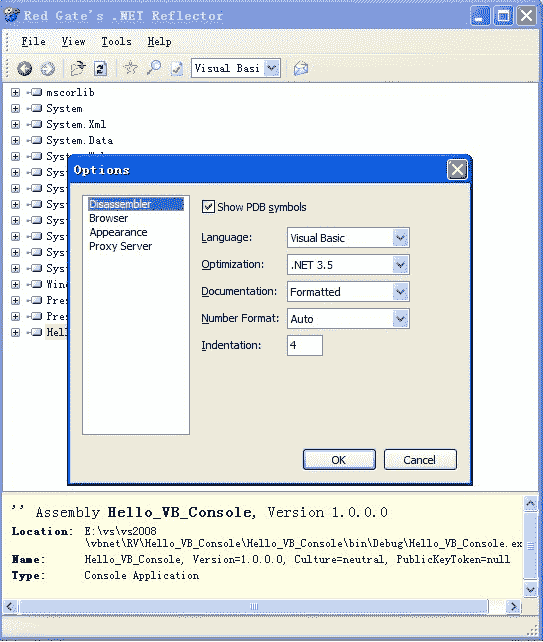 Red Gate's .NET Reflector
File View Tools Help
Visual Basi
mscorlib
System
System.Xml
System.Data
Options
Disassembler
Browser
Appearance
Proxy Server
Show PDB symbols
Language: Visual Basic
Optimization: .NET 3.5
Documentation: Formatted
Number Format: Auto
Indentation: 4
OK Cancel
'' Assembly Hello_VB_Console, Version 1.0.0.0
Location: E:\vs\vs2008
\vbnet\RV\Hello_VB_Console\Hello_VB_Console\bin\Debug\Hello_VB_Console.ex
Name: Hello_VB_Console, Version=1.0.0.0, Culture=neutral, PublicKeyToken=null
Type: Console Application